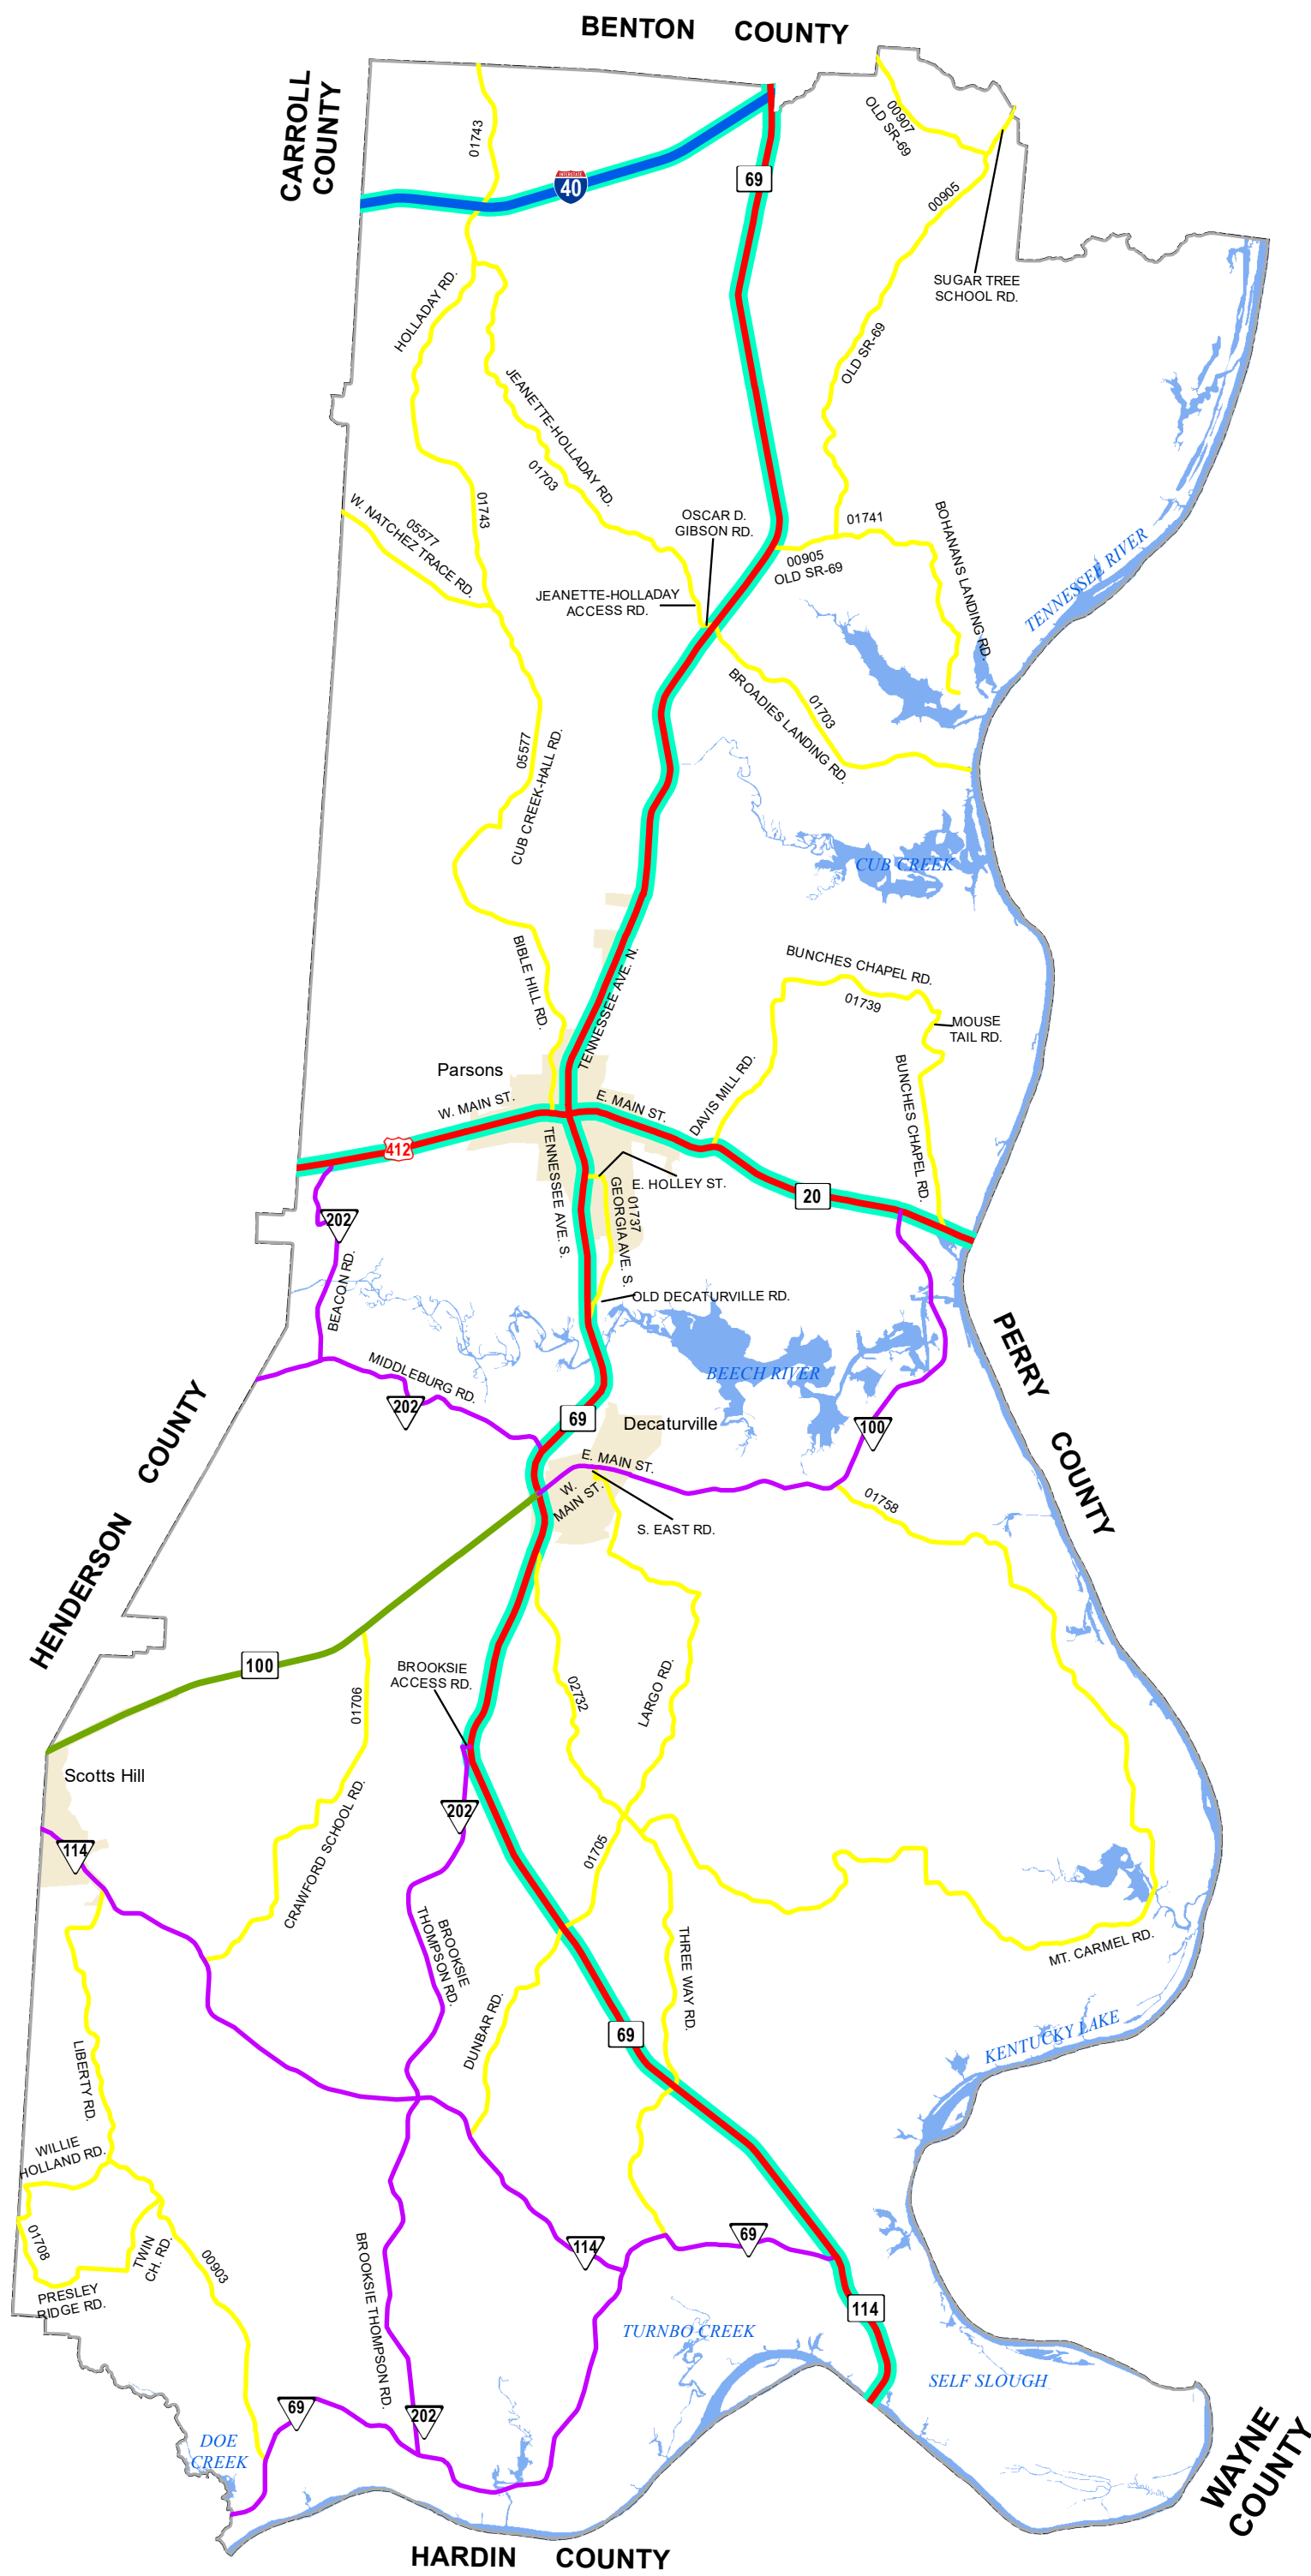 BENTON COUNTY
CARROLL
COUNTY
01743
INTERSTATE
40
69
00907
OLD SR-69
00905
SUGAR TREE
SCHOOL RD.
HOLLADAY RD.
OLD SR-69
JEANETTE-HOLLADAY RD.
01703
01743
W. NATCHEZ TRACE RD.
05577
OSCAR D.
GIBSON RD.
01741
00905
OLD SR-69
BOHANANS LANDING RD.
TENNESSEE RIVER
JEANETTE-HOLLADAY
ACCESS RD.
BROADIES LANDING RD.
01703
05577
CUB CREEK-HALL RD.
CUB CREEK
BIBLE HILL RD.
TENNESSEE AVE. N.
BUNCHES CHAPEL RD.
01739
MOUSE
TAIL RD.
Parsons
W. MAIN ST.
E. MAIN ST.
DAVIS MILL RD.
BUNCHES CHAPEL RD.
412
TENNESSEE AVE. S.
E. HOLLEY ST.
01737
GEORGIA AVE. S.
20
202
BEACON RD.
OLD DECATURVILLE RD.
PERRY COUNTY
MIDDLEBURG RD.
202
BEECH RIVER
69
Decaturville
100
HENDERSON COUNTY
E. MAIN ST.
W.
MAIN ST.
S. EAST RD.
01758
100
BROOKSIE
ACCESS RD.
01706
02732
LARGO RD.
Scotts Hill
202
114
CRAWFORD SCHOOL RD.
01705
BROOKSIE
THOMPSON RD.
THREE WAY RD.
MT. CARMEL RD.
DUNBAR RD.
69
KENTUCKY LAKE
LIBERTY RD.
WILLIE
HOLLAND RD.
01708
TWIN
CH. RD.
00903
PRESLEY
RIDGE RD.
BROOKSIE THOMPSON RD.
114
69
114
TURNBO CREEK
SELF SLOUGH
69
202
DOE
CREEK
WAYNE
COUNTY
HARDIN COUNTY